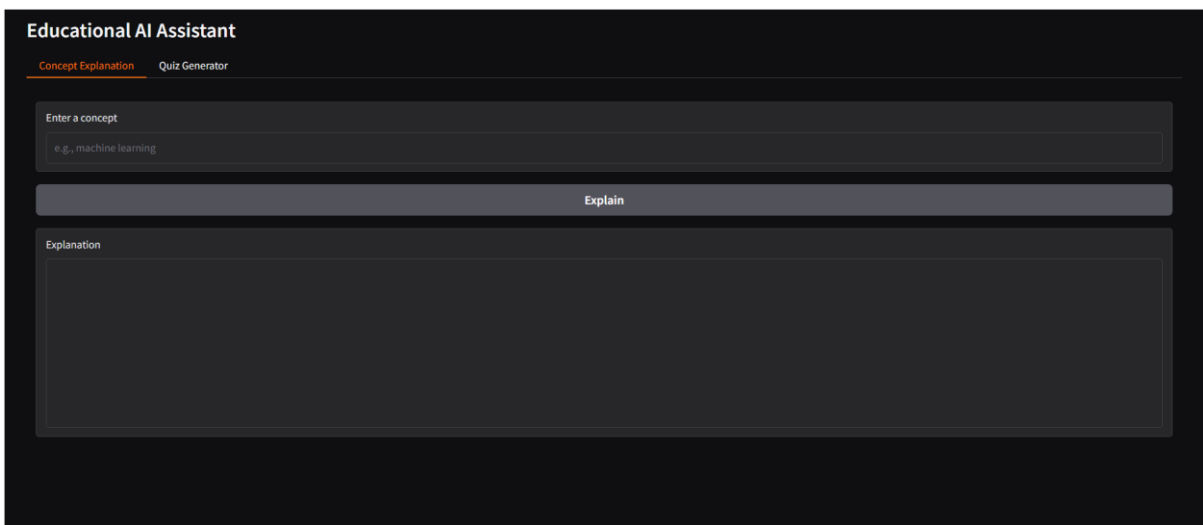 Educational AI Assistant
Concept Explanation Quiz Generator
Enter a concept
e.g., machine learning
Explain
Explanation